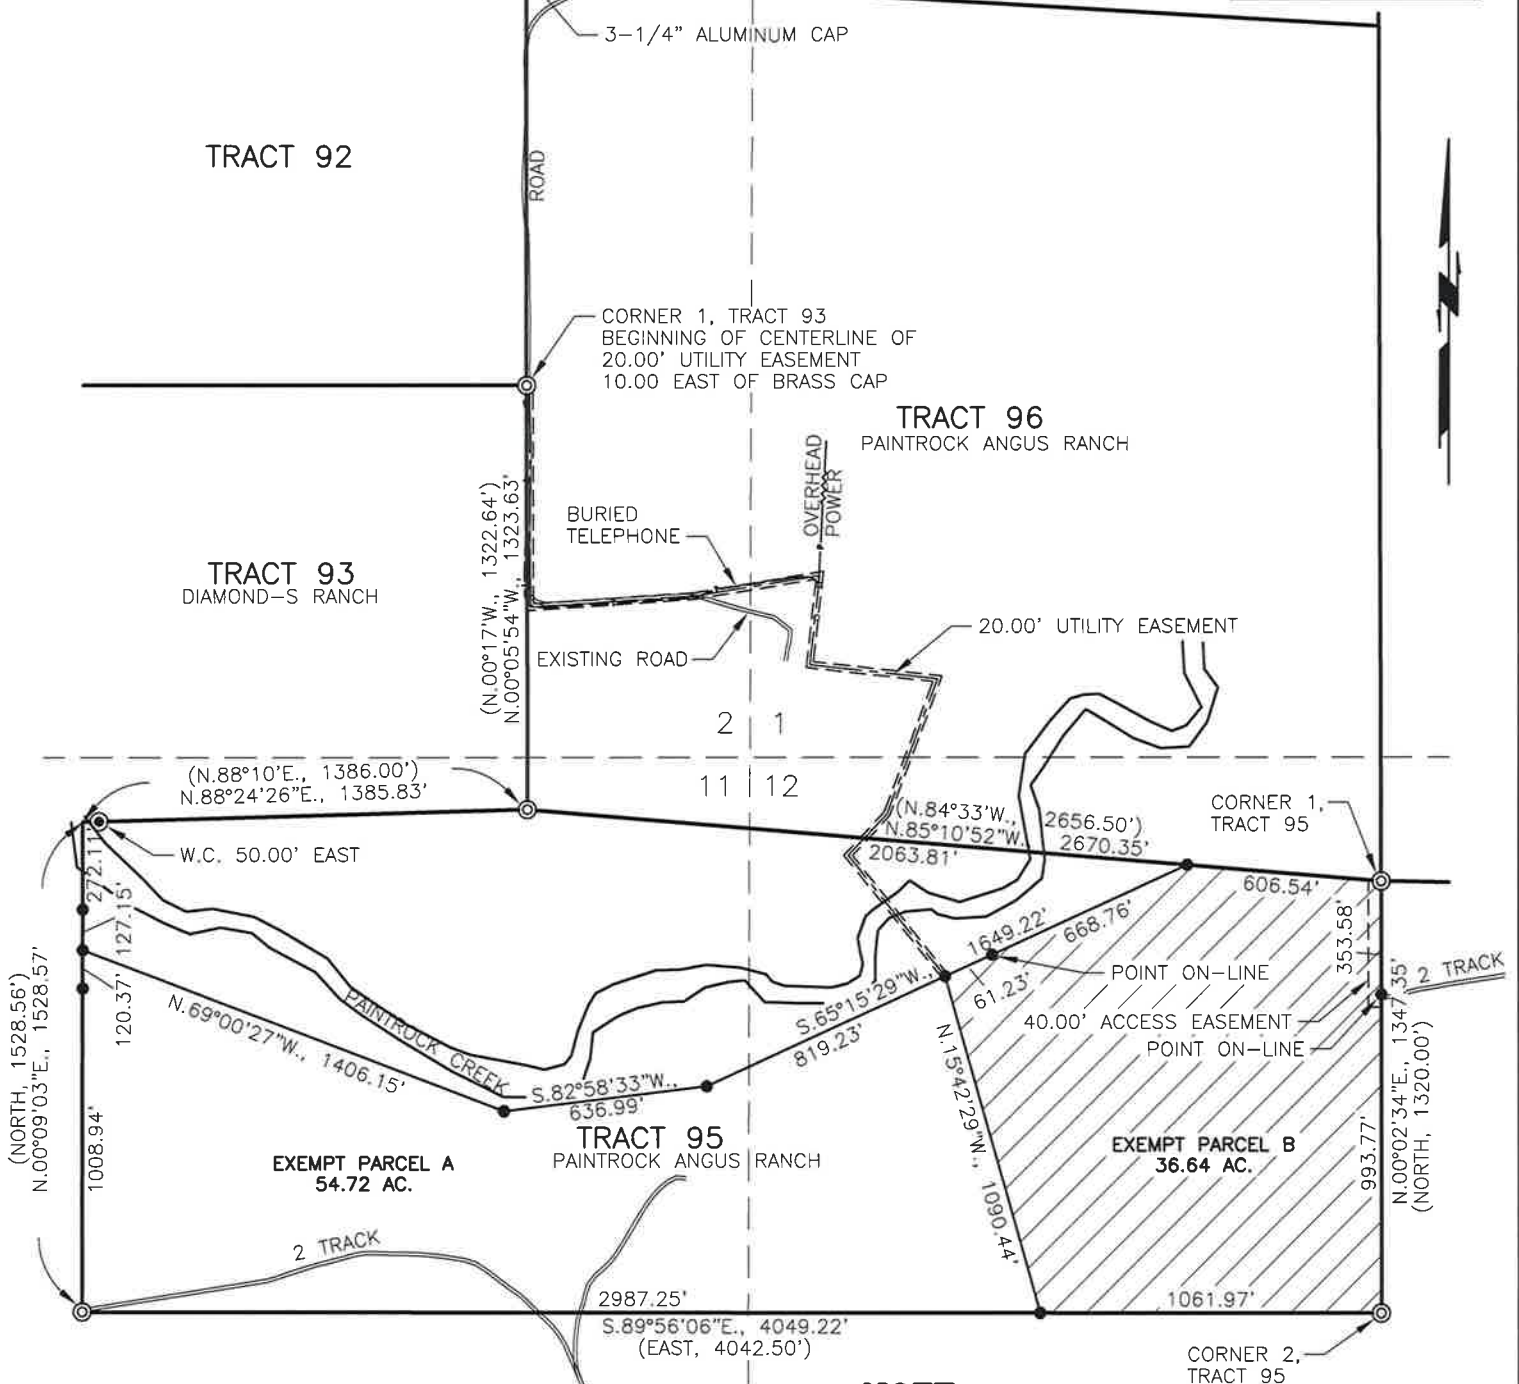 3-1/4" ALUMINUM CAP
TRACT 92
ROAD
CORNER 1, TRACT 93
BEGINNING OF CENTERLINE OF
20.00' UTILITY EASEMENT
10.00 EAST OF BRASS CAP
TRACT 96
PAINTROCK ANGUS RANCH
OVERHEAD
POWER
BURIED
TELEPHONE
(N.00°17'W., 1322.64')
N.00°05'54"W., 1323.63'
TRACT 93
DIAMOND-S RANCH
20.00' UTILITY EASEMENT
EXISTING ROAD
2 1
11 12
(N.88°10'E., 1386.00')
N.88°24'26"E., 1385.83'
(N.84°33'W., 2656.50')
N.85°10'52"W. 2670.35'
2063.81'
CORNER 1,
TRACT 95
W.C. 50.00' EAST
606.54'
272.11'
127.15'
120.37'
353.58'
1649.22'
668.76'
61.23'
POINT ON-LINE
2 TRACK
40.00' ACCESS EASEMENT
POINT ON-LINE
N.69°00'27"W., 1406.15'
PAINTROCK CREEK
S.65°15'29"W.,
819.23'
S.82°58'33"W.,
636.99'
(NORTH, 1528.56')
N.00°09'03"E., 1528.57'
1008.94'
TRACT 95
PAINTROCK ANGUS RANCH
EXEMPT PARCEL A
54.72 AC.
N.15°42'29"W., 1090.44'
EXEMPT PARCEL B
36.64 AC.
993.77'
N.00°02'34"E., 1347.35'
(NORTH, 1320.00')
2 TRACK
2987.25'
1061.97'
S.89°56'06"E., 4049.22'
(EAST, 4042.50')
CORNER 2,
TRACT 95